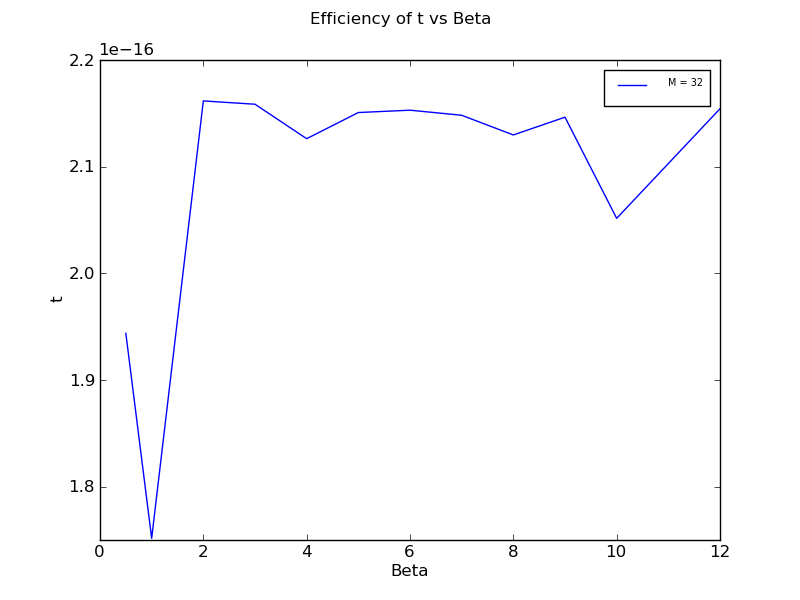 Efficiency of t vs Beta
1e−16
2.2
2.1
2.0
1.9
1.8
t
M = 32
0 2 4 6 8 10 12
Beta